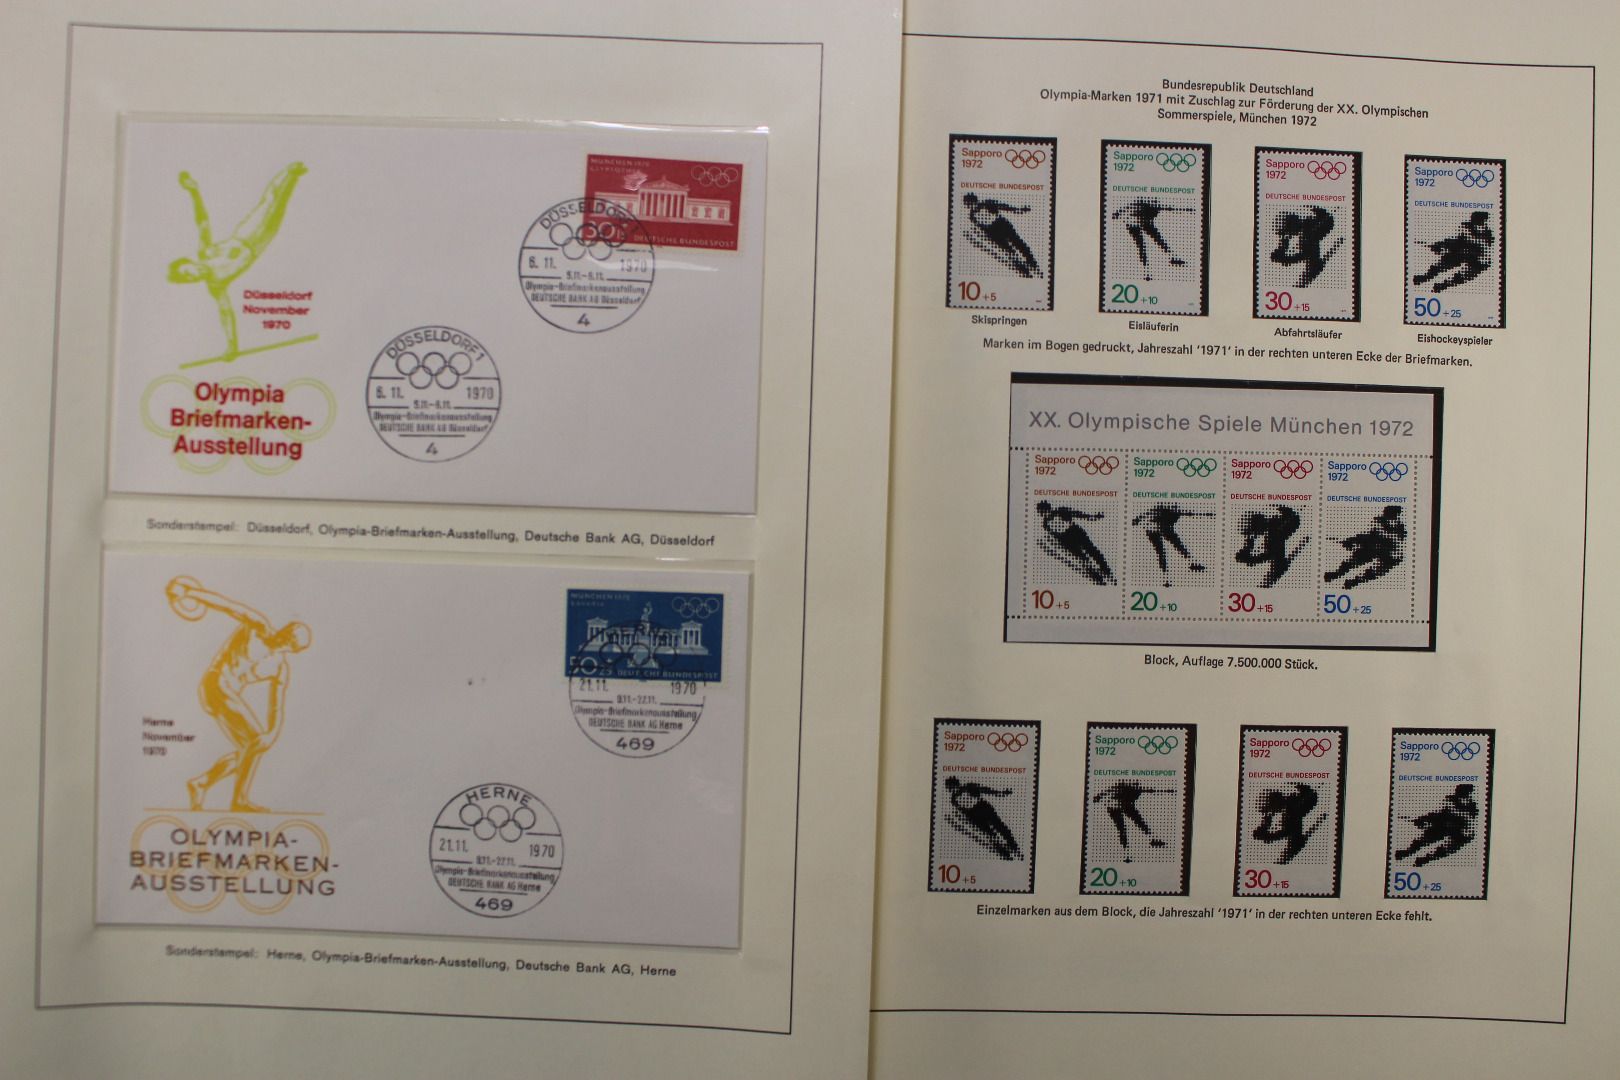 MÜNCHEN 1972
DEUTSCHE BUNDESPOST
DÜSSELDORF 1
6. 11. 1970
5.11.-6.11.
Olympia-Briefmarkenausstellung
DEUTSCHE BANK AG Düsseldorf
4
Düsseldorf
November
1970
DÜSSELDORF 1
6. 11. 1970
5.11.-6.11.
Olympia-Briefmarkenausstellung
DEUTSCHE BANK AG Düsseldorf
4
Olympia
Briefmarken-
Ausstellung
Sonderstempel: Düsseldorf, Olympia-Briefmarken-Ausstellung, Deutsche Bank AG, Düsseldorf
MÜNCHEN 1972
50+25 DEUTSCHE BUNDESPOST
HERNE
21.11. 1970
Olympia-Briefmarkenausstellung
DEUTSCHE BANK AG Herne
469
Herne
November
1970
HERNE
21.11. 1970
Olympia-Briefmarkenausstellung
DEUTSCHE BANK AG Herne
469
OLYMPIA-
BRIEFMARKEN-
AUSSTELLUNG
Sonderstempel: Herne, Olympia-Briefmarken-Ausstellung, Deutsche Bank AG, Herne
Bundesrepublik Deutschland
Olympia-Marken 1971 mit Zuschlag zur Förderung der XX. Olympischen
Sommerspiele, München 1972
Sapporo
1972
DEUTSCHE BUNDESPOST
10+5
Skispringen
Sapporo
1972
DEUTSCHE BUNDESPOST
20+10
Eisläuferin
Sapporo
1972
DEUTSCHE BUNDESPOST
30+15
Abfahrtsläufer
Sapporo
1972
DEUTSCHE BUNDESPOST
50+25
Eishockeyspieler
Marken im Bogen gedruckt, Jahreszahl '1971' in der rechten unteren Ecke der Briefmarken.
XX. Olympische Spiele München 1972
Sapporo
1972
DEUTSCHE BUNDESPOST
10+5
Sapporo
1972
DEUTSCHE BUNDESPOST
20+10
Sapporo
1972
DEUTSCHE BUNDESPOST
30+15
Sapporo
1972
DEUTSCHE BUNDESPOST
50+25
Block, Auflage 7.500.000 Stück.
Sapporo
1972
DEUTSCHE BUNDESPOST
10+5
Sapporo
1972
DEUTSCHE BUNDESPOST
20+10
Sapporo
1972
DEUTSCHE BUNDESPOST
30+15
Sapporo
1972
DEUTSCHE BUNDESPOST
50+25
Einzelmarken aus dem Block, die Jahreszahl '1971' in der rechten unteren Ecke fehlt.